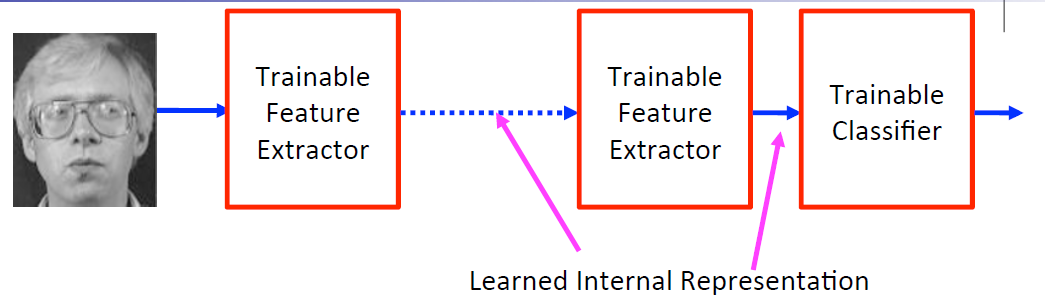 Trainable
Feature
Extractor
Trainable
Feature
Extractor
Trainable
Classifier
Learned Internal Representation